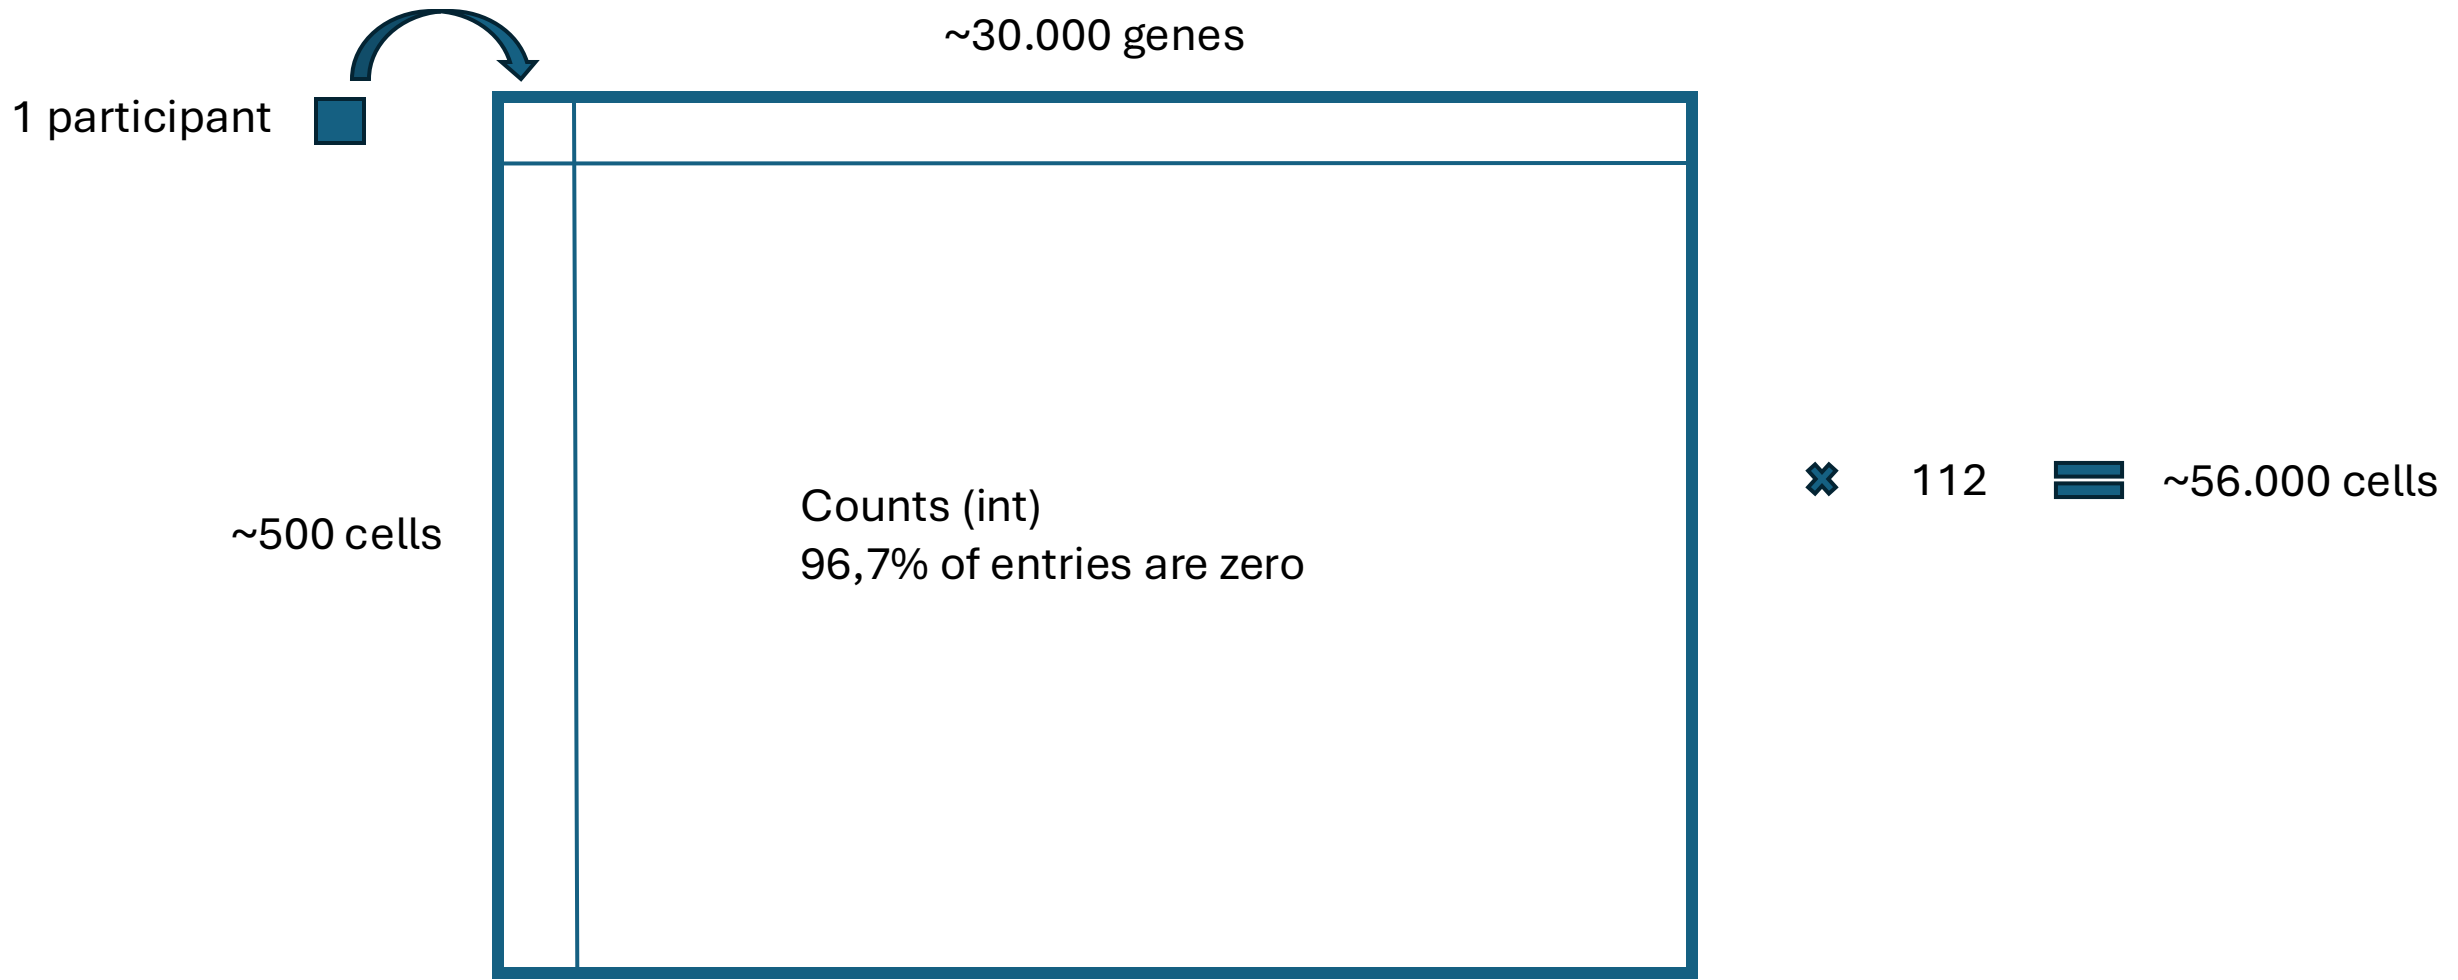 ~30.000 genes
1 participant
~500 cells
Counts (int)
96,7% of entries are zero
112
~56.000 cells